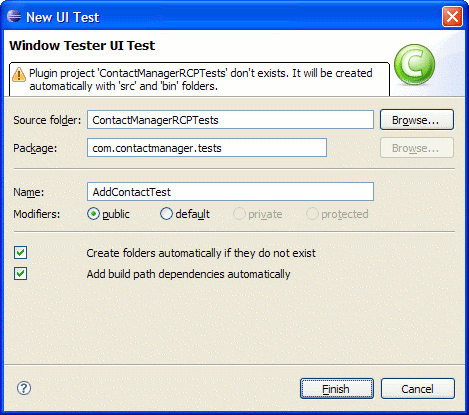 New UI Test
Window Tester UI Test
Plugin project 'ContactManagerRCPTests' don't exists. It will be created
automatically with 'src' and 'bin' folders.
Source folder: ContactManagerRCPTests Browse...
Package: com.contactmanager.tests Browse...
Name: AddContactTest
Modifiers: public default private protected
Create folders automatically if they do not exist
Add build path dependencies automatically
Finish Cancel